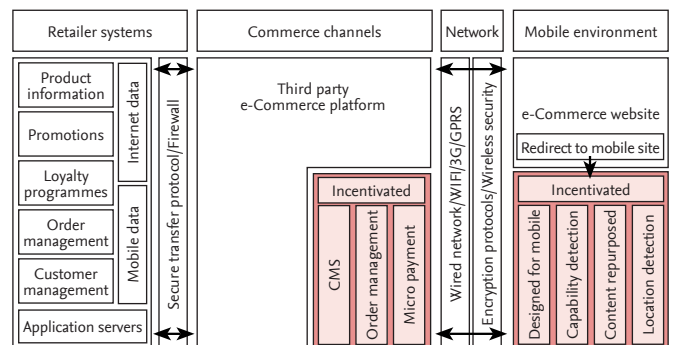 Retailer systems
Commerce channels
Network
Mobile environment
Product
information
Promotions
Loyalty
programmes
Order
management
Customer
management
Application servers
Internet data
Mobile data
Secure transfer protocol/Firewall
Third party
e-Commerce platform
Incentivated
CMS
Order management
Micro payment
Wired network/WIFI/3G/GPRS
Encryption protocols/Wireless security
e-Commerce website
Redirect to mobile site
Incentivated
Designed for mobile
Capability detection
Content repurposed
Location detection